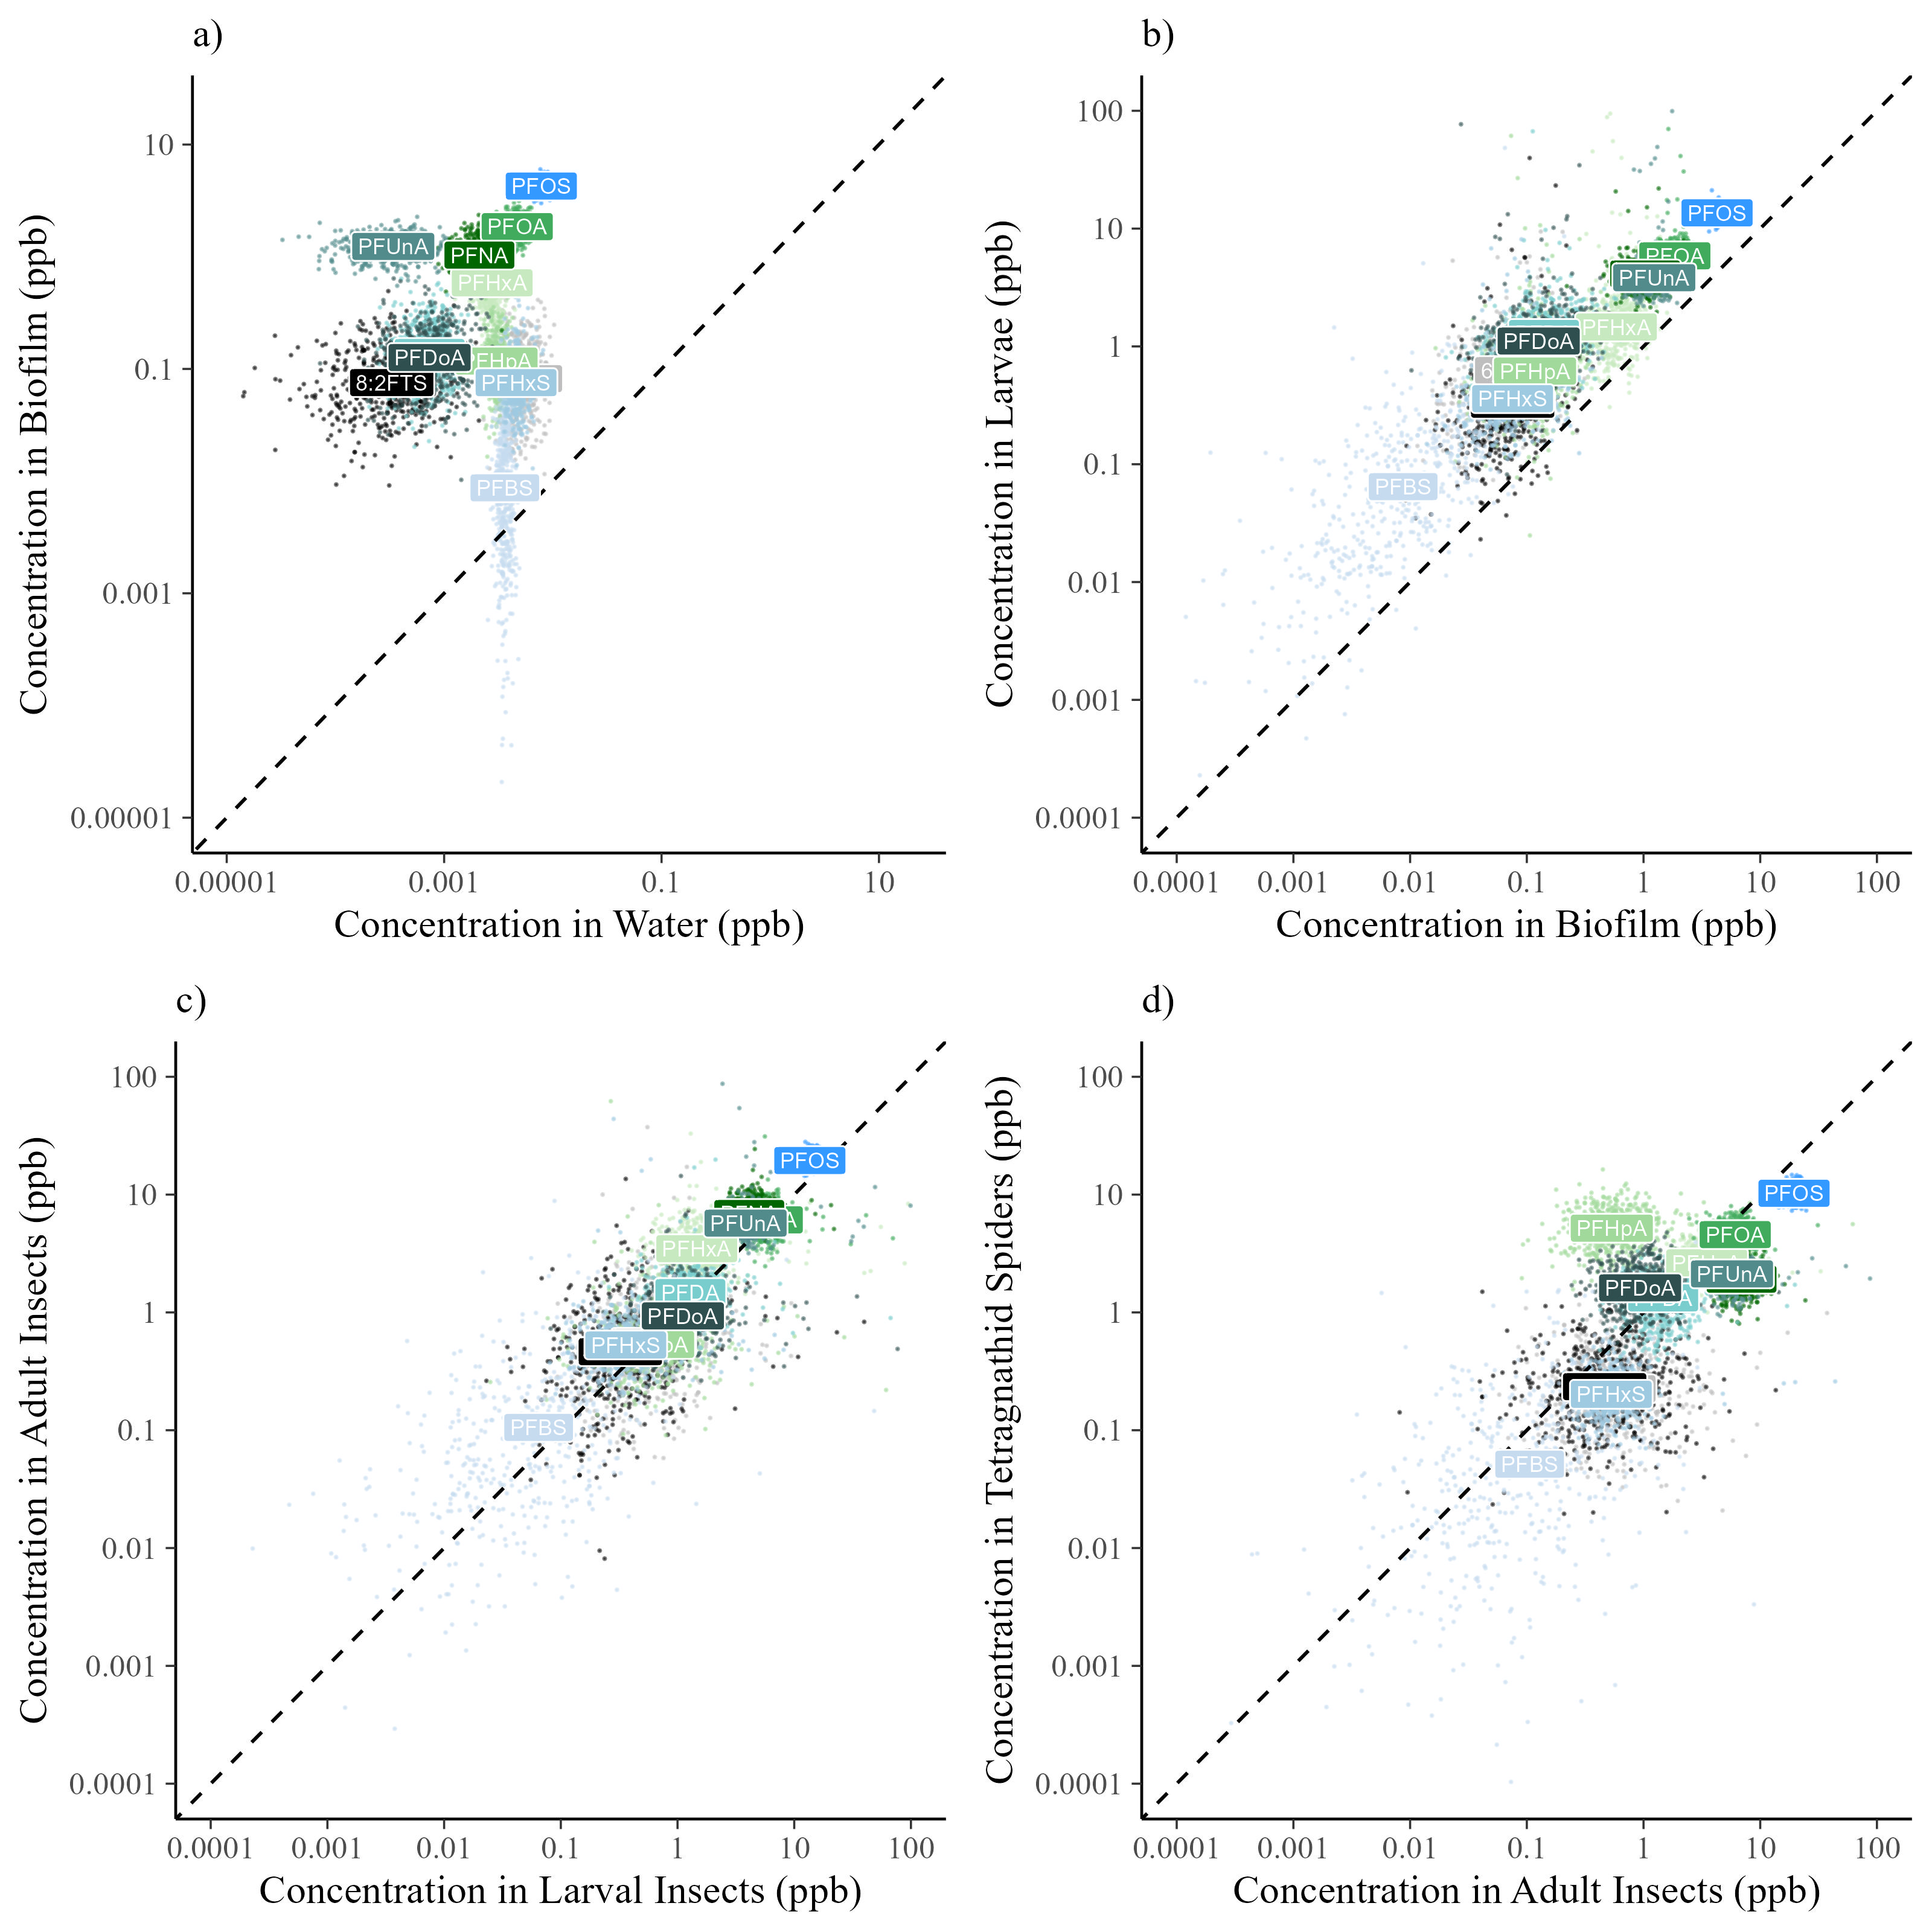 a)
Concentration in Biofilm (ppb)
10
0.1
0.001
0.00001
PFOS
PFOA
PFUnA
PFNA
PFHxA
PFDoA
FHpA
8:2FTS
PFHxS
PFBS
0.00001
0.001
0.1
10
Concentration in Water (ppb)
b)
Concentration in Larvae (ppb)
100
10
1
0.1
0.01
0.001
0.0001
PFOS
PFOA
PFUnA
PFHxA
PFDoA
6
PFHpA
PFHxS
PFBS
0.0001
0.001
0.01
0.1
1
10
100
Concentration in Biofilm (ppb)
c)
Concentration in Adult Insects (ppb)
100
10
1
0.1
0.01
0.001
0.0001
PFOS
PFUnA
A
PFHxA
PFDA
PFDoA
PFHxS
pA
PFBS
0.0001
0.001
0.01
0.1
1
10
100
Concentration in Larval Insects (ppb)
d)
Concentration in Tetragnathid Spiders (ppb)
100
10
1
0.1
0.01
0.001
0.0001
PFOS
PFHpA
PFOA
PFUnA
PFDoA
PFHxS
PFBS
0.0001
0.001
0.01
0.1
1
10
100
Concentration in Adult Insects (ppb)